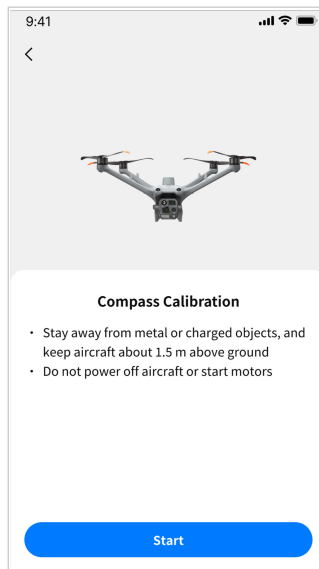 9:41
Compass Calibration
· Stay away from metal or charged objects, and
keep aircraft about 1.5 m above ground
· Do not power off aircraft or start motors
Start